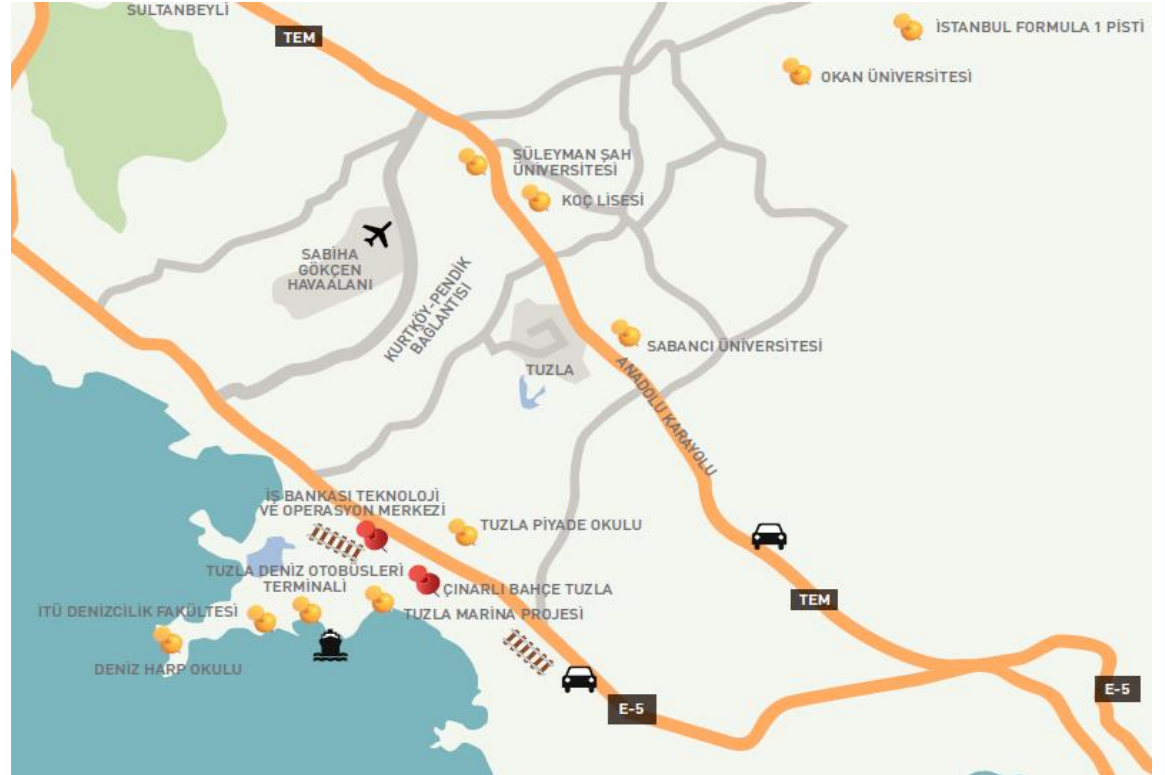 SULTANBEYLİ
TEM
İSTANBUL FORMULA 1 PİSTİ
OKAN ÜNİVERSİTESİ
SÜLEYMAN ŞAH
ÜNİVERSİTESİ
KOÇ LİSESİ
SABİHA
GÖKÇEN
HAVAALANI
KURTKÖY-PENDİK
BAĞLANTISI
SABANCI ÜNİVERSİTESİ
TUZLA
ANADOLU KARAYOLU
İŞ BANKASI TEKNOLOJİ
VE OPERASYON MERKEZİ
TUZLA PİYADE OKULU
TUZLA DENİZ OTOBÜSLERİ
TERMİNALİ
ÇINARLI BAHÇE TUZLA
TEM
İTÜ DENİZCİLİK FAKÜLTESİ
TUZLA MARINA PROJESİ
DENİZ HARP OKULU
E-5
E-5